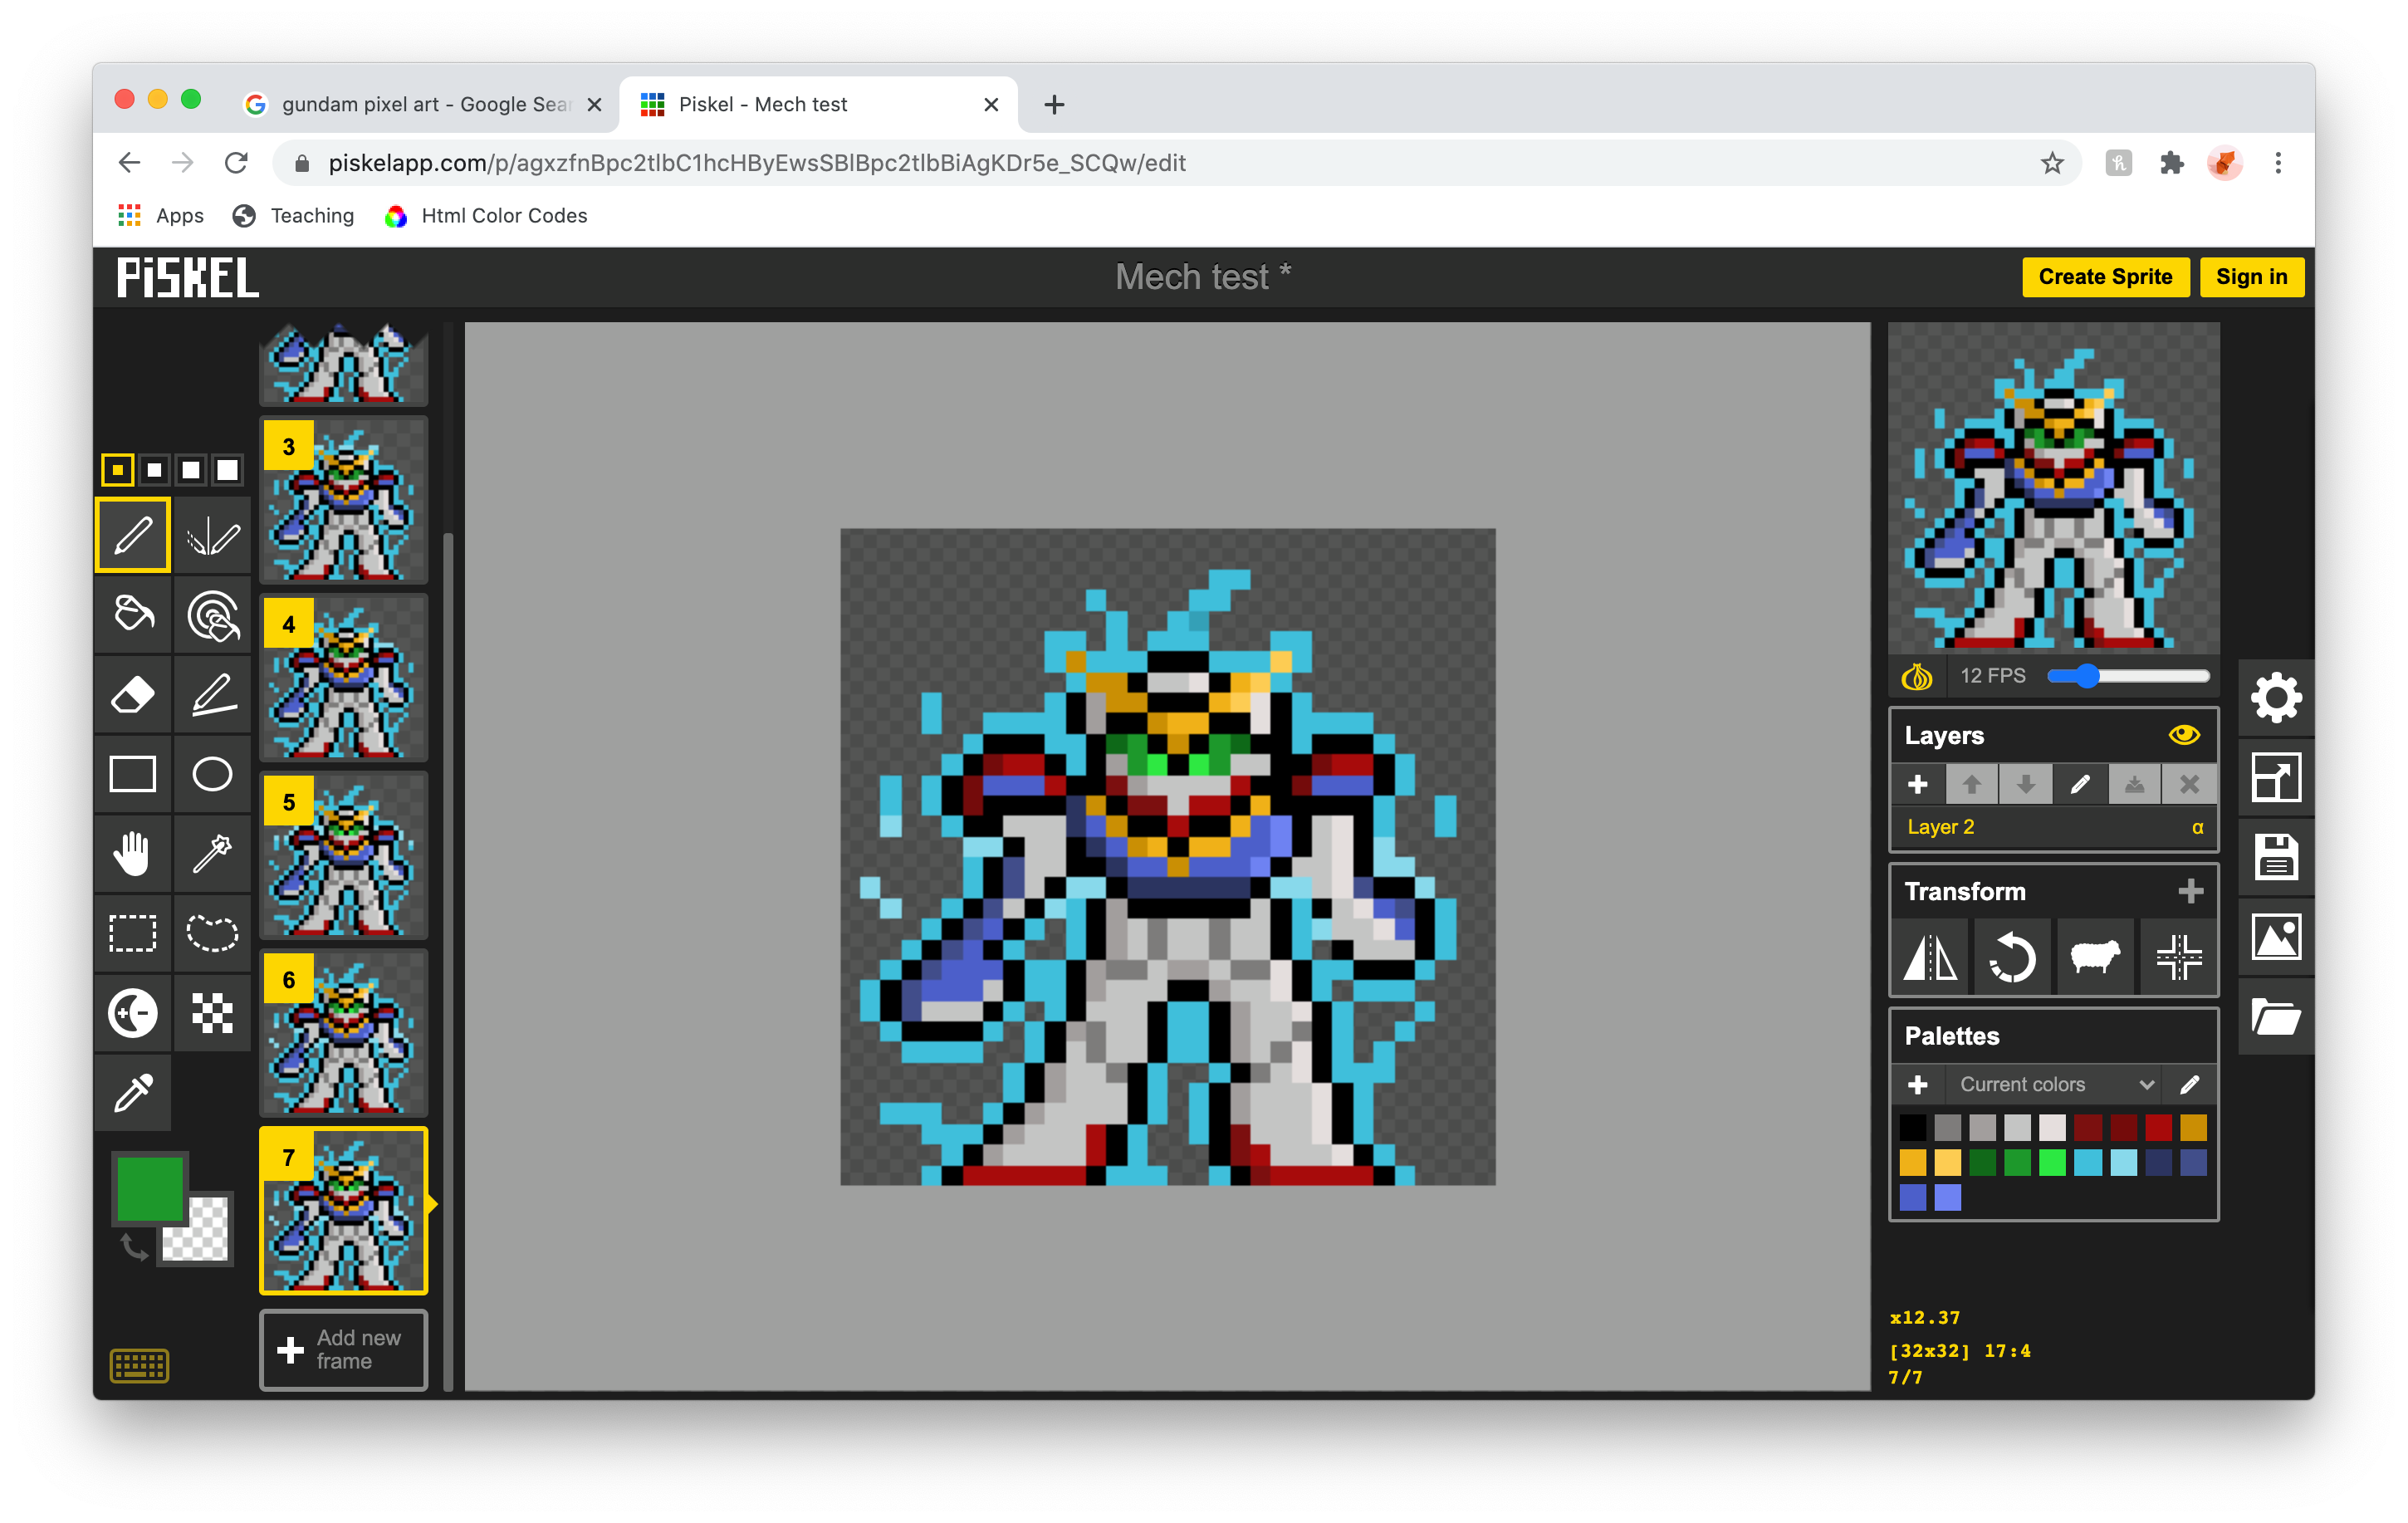 gundam pixel art - Google Sear
Piskel - Mech test
piskelapp.com/p/agxzfnBpc2tlbC1hcHByEwsSBlBpc2tlbBiAgKDr5e_SCQw/edit
Apps
Teaching
Html Color Codes
PiSKEL
Mech test *
Create Sprite
Sign in
3
4
5
6
7
Add new
frame
12 FPS
Layers
Layer 2
α
Transform
Palettes
Current colors
x12.37
[32x32] 17:4
7/7